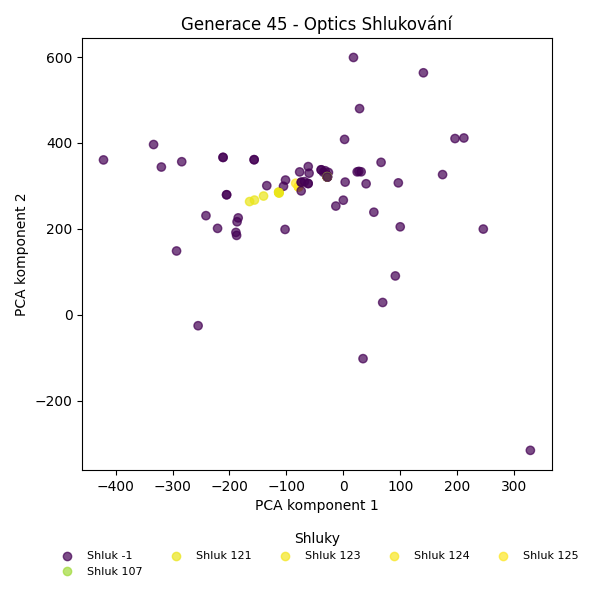 Generace 45 - Optics Shlukování
600
400
200
0
−200
PCA komponent 2
−400 −300 −200 −100 0 100 200 300
PCA komponent 1
Shluky
Shluk -1 Shluk 121 Shluk 123 Shluk 124 Shluk 125
Shluk 107